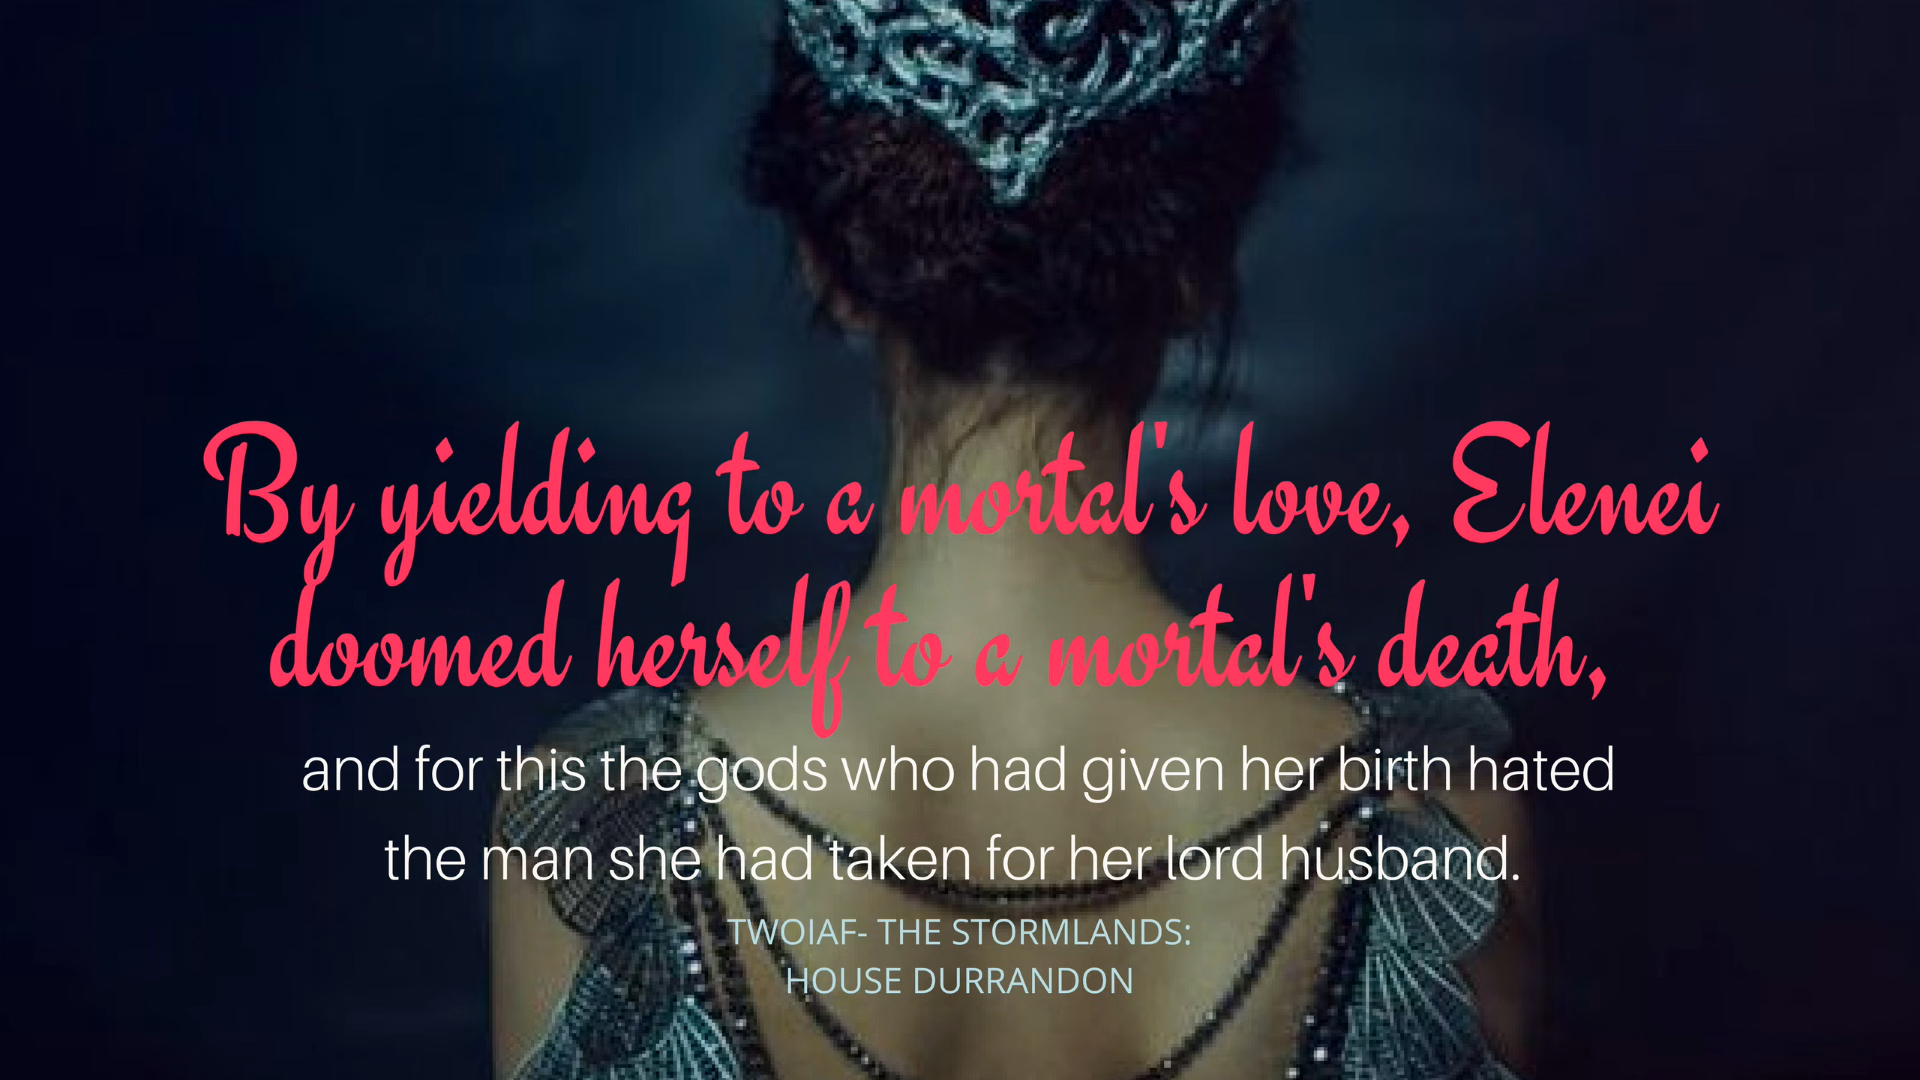 By yielding to a mortal's love, Elenei
doomed herself to a mortal's death,
and for this the gods who had given her birth hated
the man she had taken for her lord husband.
TWOIAF- THE STORMLANDS:
HOUSE DURRANDON